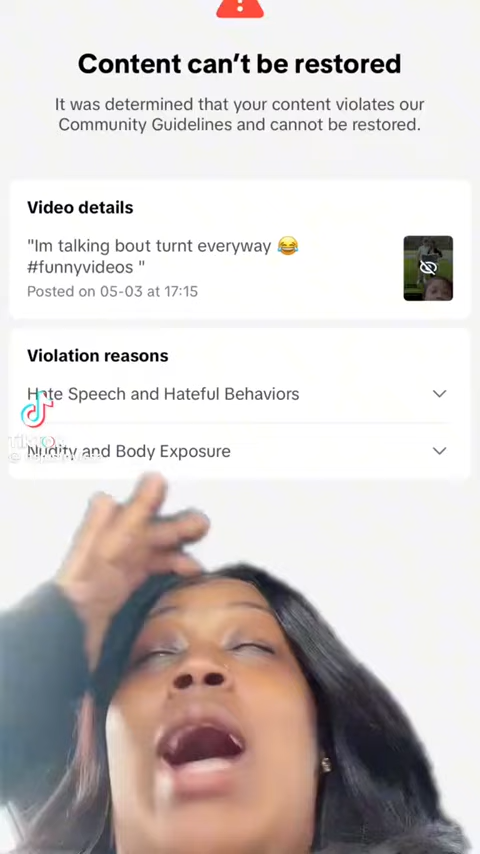 Content can't be restored
It was determined that your content violates our
Community Guidelines and cannot be restored.
Video details
"Im talking bout turnt everyway 😂
#funnyvideos "
Posted on 05-03 at 17:15
Violation reasons
Hate Speech and Hateful Behaviors
TikTok
Nudity and Body Exposure